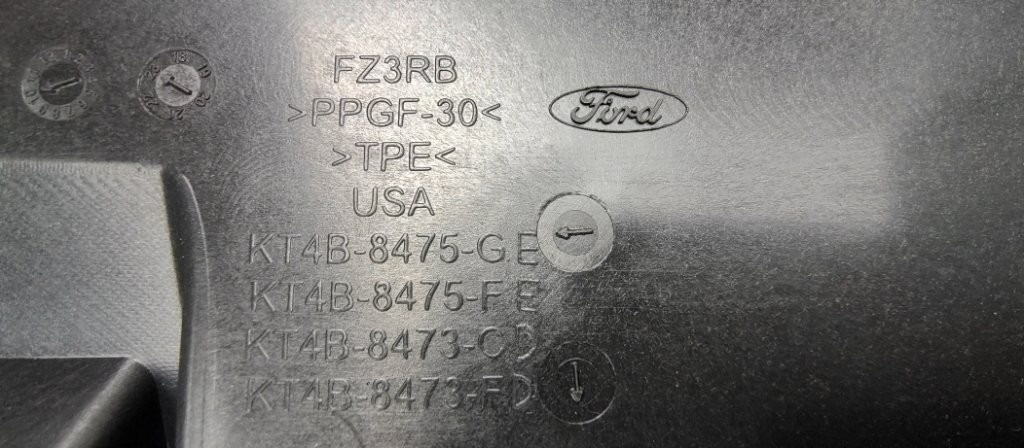 FZ3RB
>PPGF-30<
Ford
>TPE<
USA
KT4B-8475-GE
KT4B-8475-FE
KT4B-8473-CD
KT4B-8473-FD